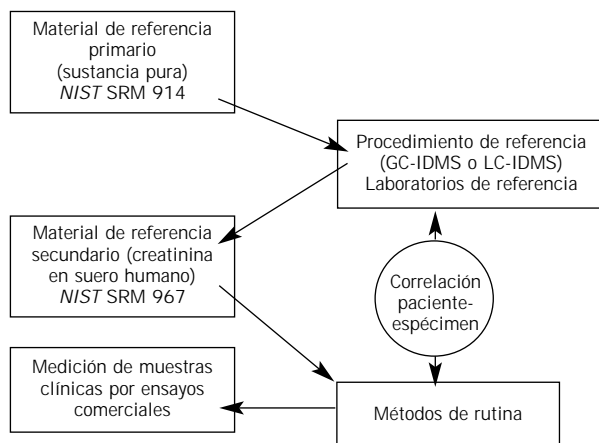 Material de referencia
primario
(sustancia pura)
NIST SRM 914
Procedimiento de referencia
(GC-IDMS o LC-IDMS)
Laboratorios de referencia
Material de referencia
secundario (creatinina
en suero humano)
NIST SRM 967
Correlación
paciente-
espécimen
Medición de muestras
clínicas por ensayos
comerciales
Métodos de rutina